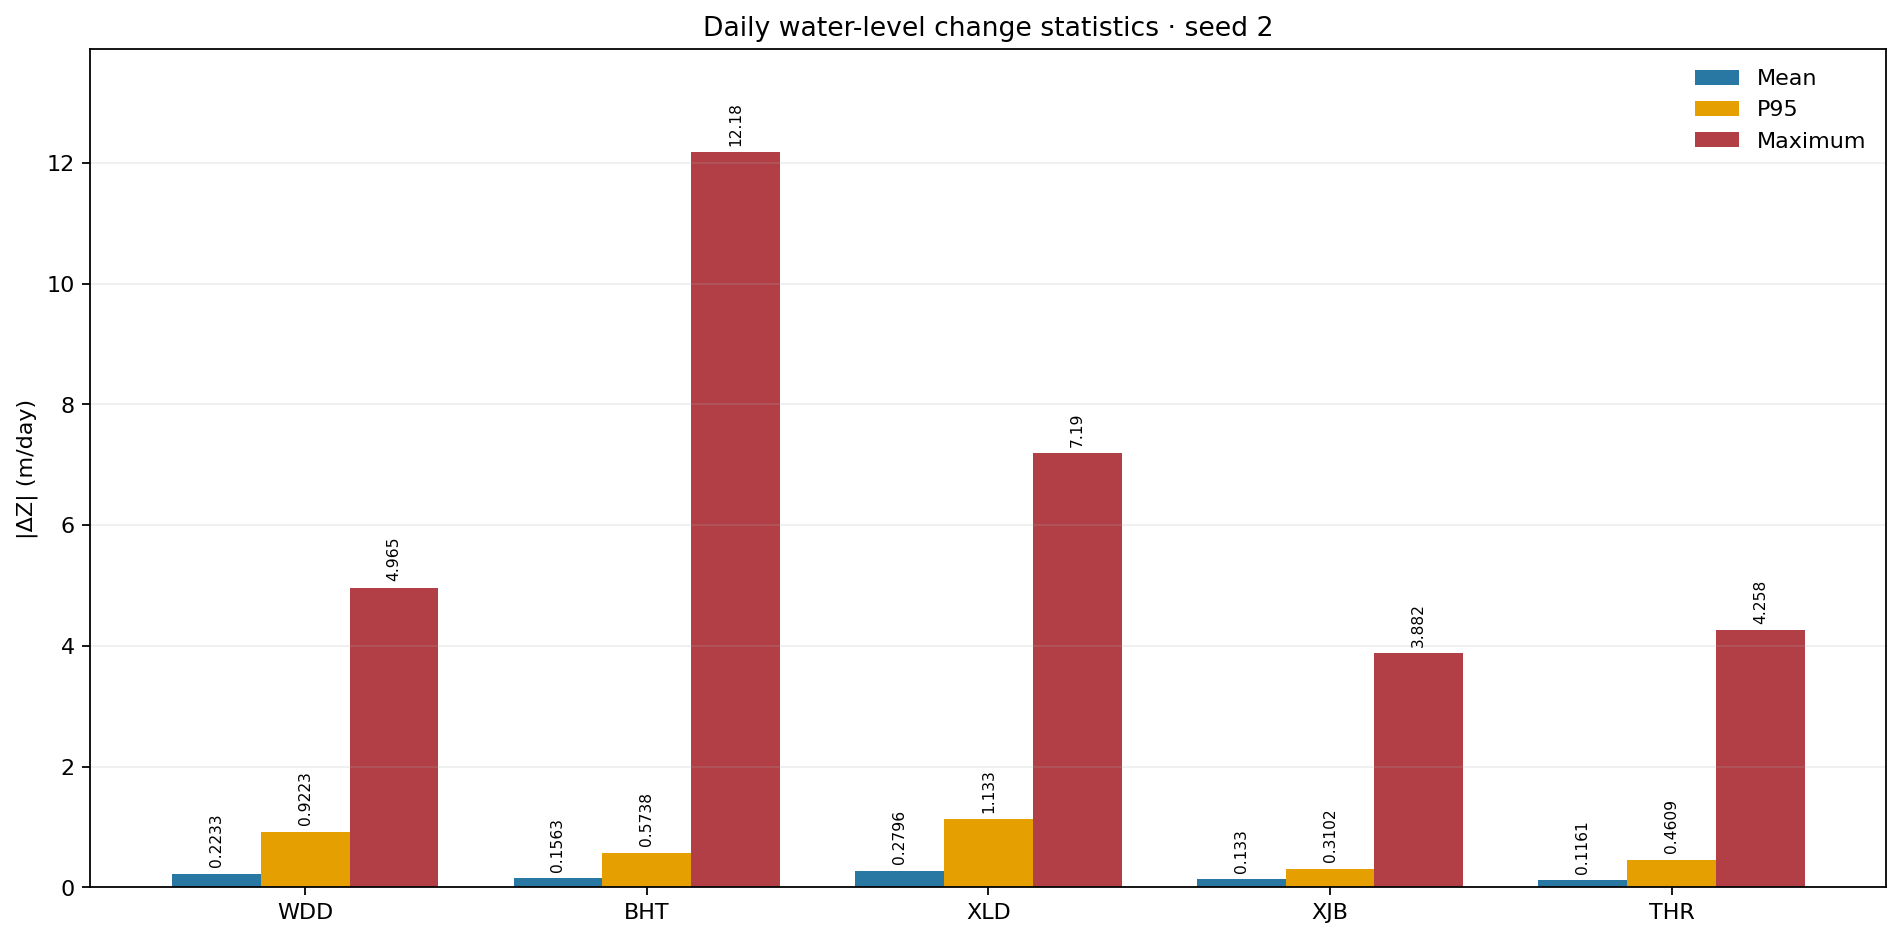 Daily water-level change statistics · seed 2
Mean
P95
Maximum
|ΔZ| (m/day)
12
10
8
6
4
2
0
0.2233
0.9223
4.965
0.1563
0.5738
12.18
0.2796
1.133
7.19
0.133
0.3102
3.882
0.1161
0.4609
4.258
WDD
BHT
XLD
XJB
THR